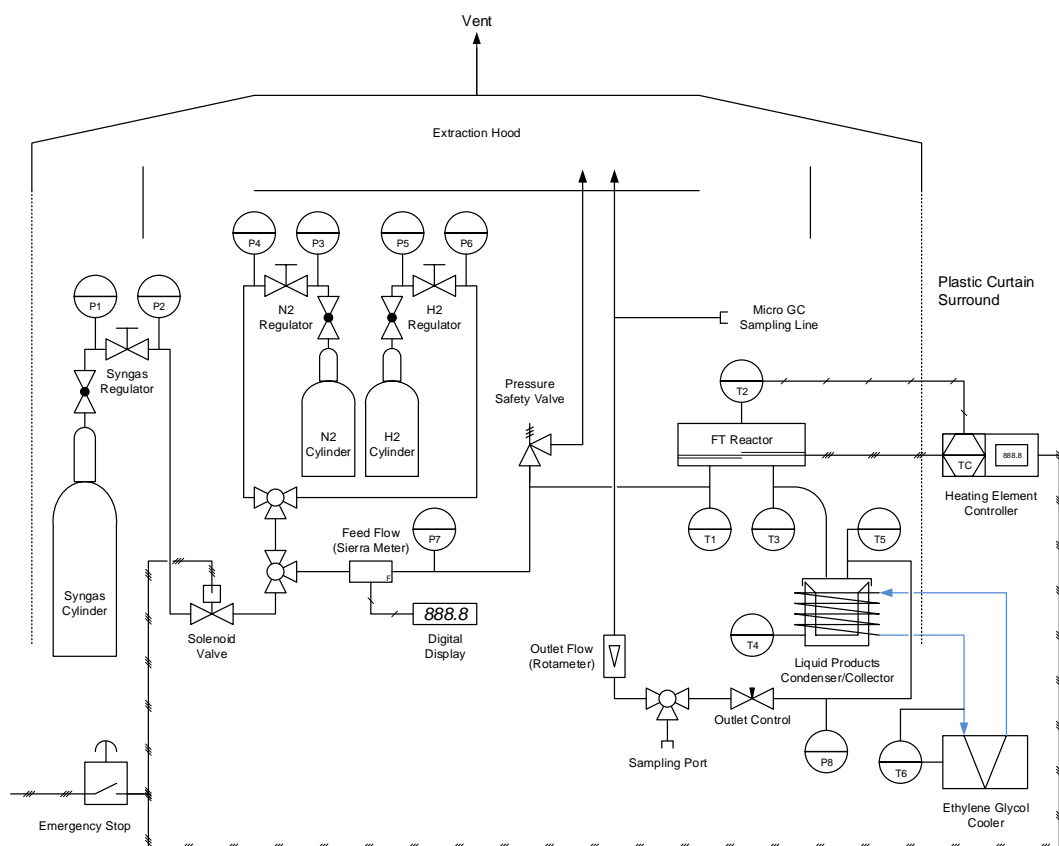 Vent
Extraction Hood
P4
P3
P5
P6
P1
P2
N2
Regulator
H2
Regulator
Plastic Curtain
Surround
Micro GC
Sampling Line
Syngas
Regulator
Pressure
Safety Valve
T2
N2
Cylinder
H2
Cylinder
FT Reactor
TC
888.8
Heating Element
Controller
Feed Flow
(Sierra Meter)
P7
T1
T3
T5
F
Syngas
Cylinder
888.8
Solenoid
Valve
Digital
Display
Outlet Flow
(Rotameter)
T4
Liquid Products
Condenser/Collector
Outlet Control
Sampling Port
P8
T6
Ethylene Glycol
Cooler
Emergency Stop